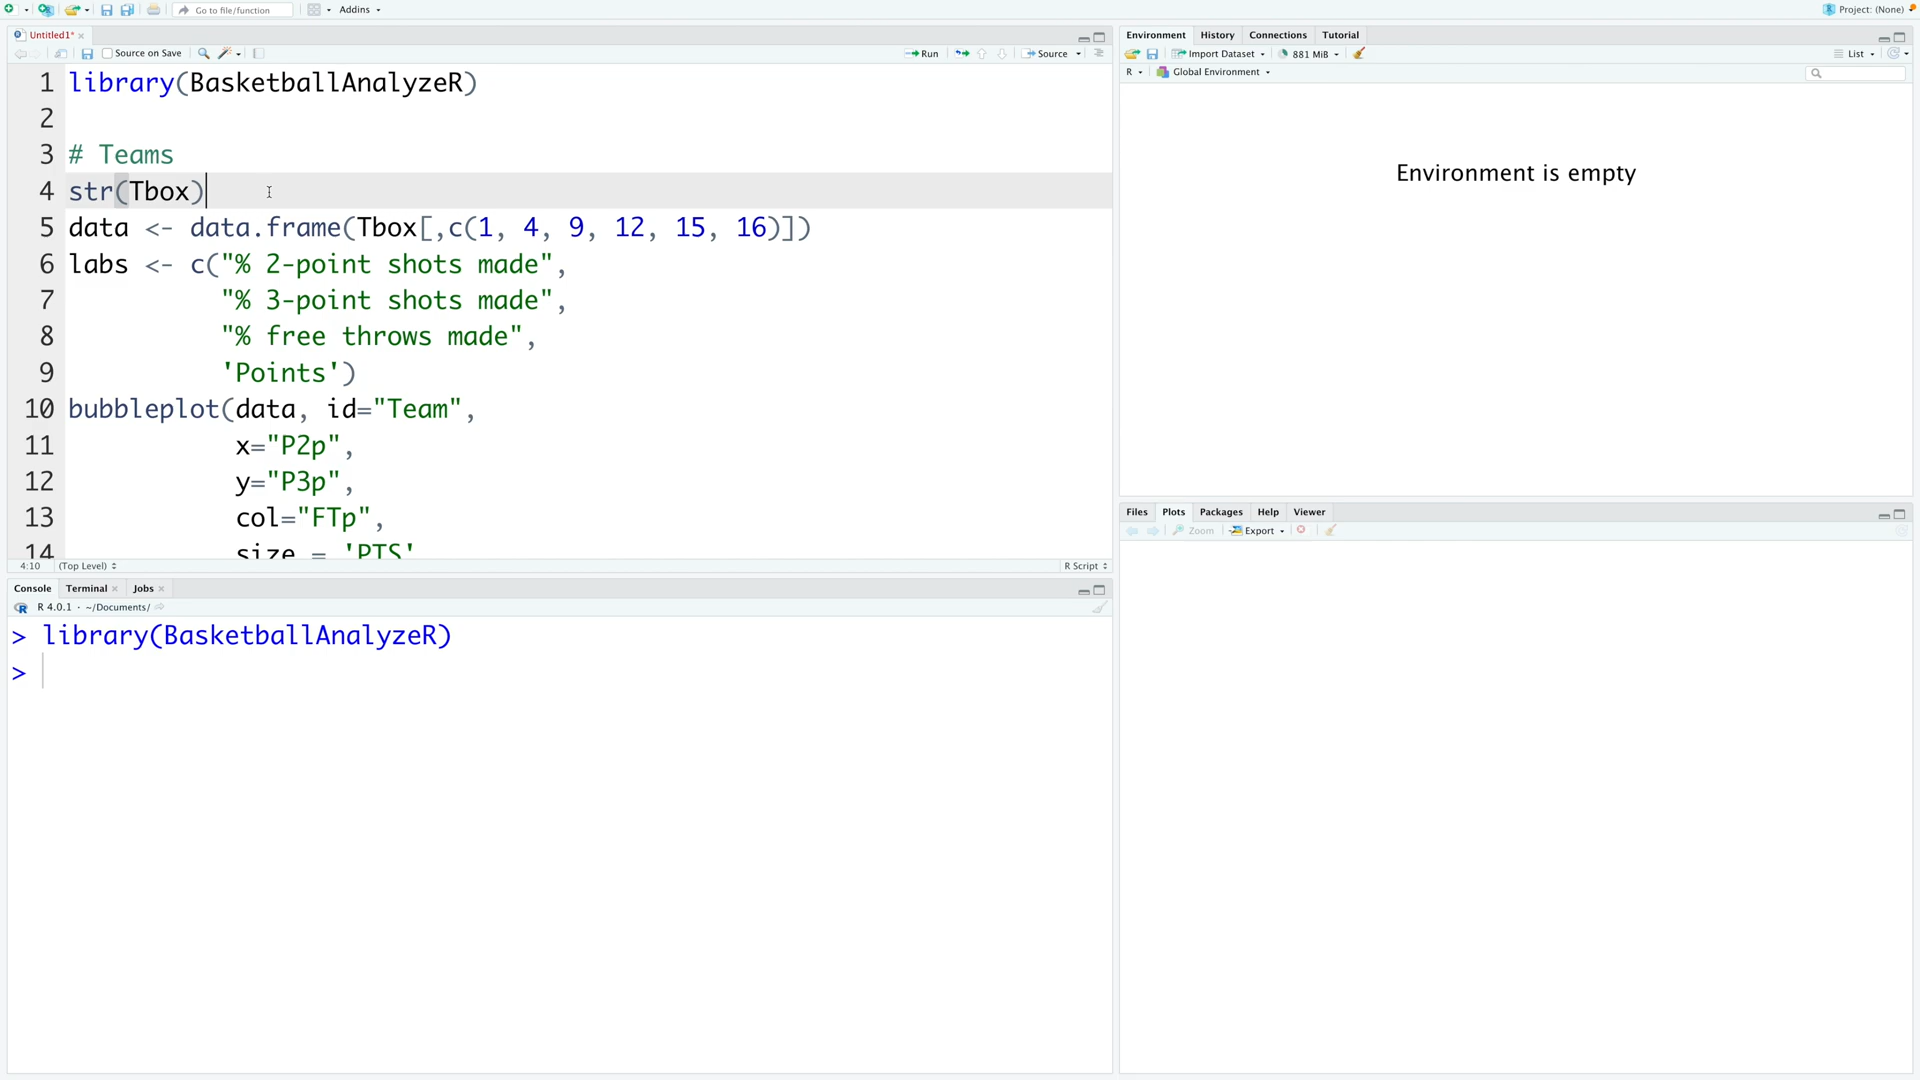 Go to file/function
Addins
Project: (None)
Untitled1*
Source on Save
Run
Source
1 library(BasketballAnalyzeR)
2
3 # Teams
4 str(Tbox)
5 data <- data.frame(Tbox[,c(1, 4, 9, 12, 15, 16)])
6 labs <- c("% 2-point shots made",
7 "% 3-point shots made",
8 "% free throws made",
9 'Points')
10 bubbleplot(data, id="Team",
11 x="P2p",
12 y="P3p",
13 col="FTp",
14 size = 'PTS'
4:10 (Top Level) R Script
Console Terminal Jobs
R 4.0.1 · ~/Documents/
> library(BasketballAnalyzeR)
>
Environment History Connections Tutorial
Import Dataset 881 MiB List
R Global Environment
Environment is empty
Files Plots Packages Help Viewer
Zoom Export